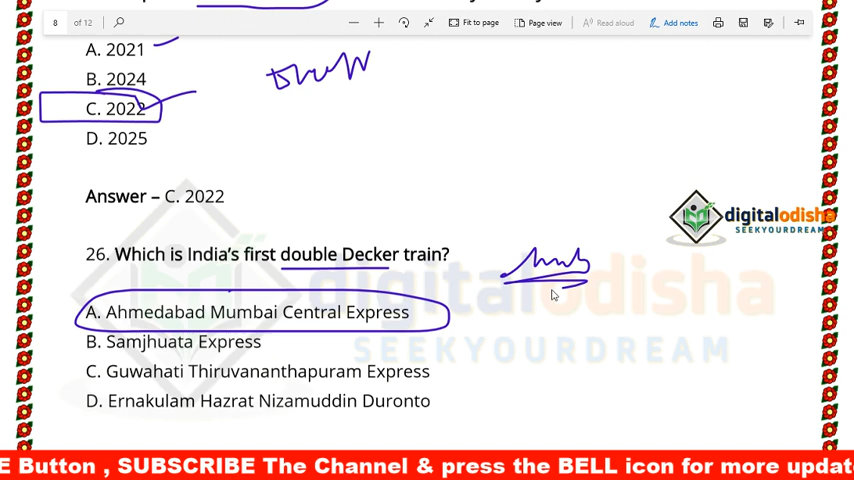 8 of 12
Fit to page
Page view
Read aloud
Add notes
A. 2021
B. 2024
C. 2022
D. 2025
Answer – C. 2022
digitalodisha
SEEKYOURDREAM
26. Which is India's first double Decker train?
A. Ahmedabad Mumbai Central Express
B. Samjhuata Express
C. Guwahati Thiruvananthapuram Express
D. Ernakulam Hazrat Nizamuddin Duronto
digitalodisha
SEEKYOURDREAM
E Button , SUBSCRIBE The Channel & press the BELL icon for more updat